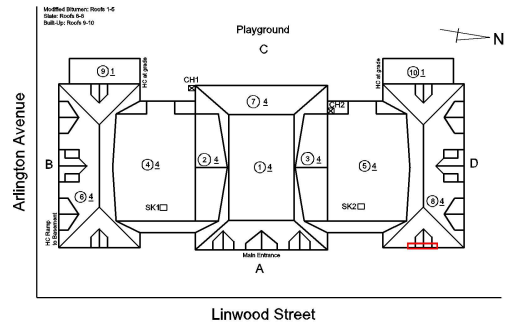 Modified Bitumen: Roofs 1-5
Slate: Roofs 6-8
Built-Up: Roofs 9-10
Playground
C
N
HC at grade
HC at grade
9 1
10 1
CH1
CH2
7 4
Arlington Avenue
B
D
4 4
2 4
1 4
3 4
5 4
6 4
8 4
SK1
SK2
HC Ramp
to Basement
Main Entrance
A
Linwood Street